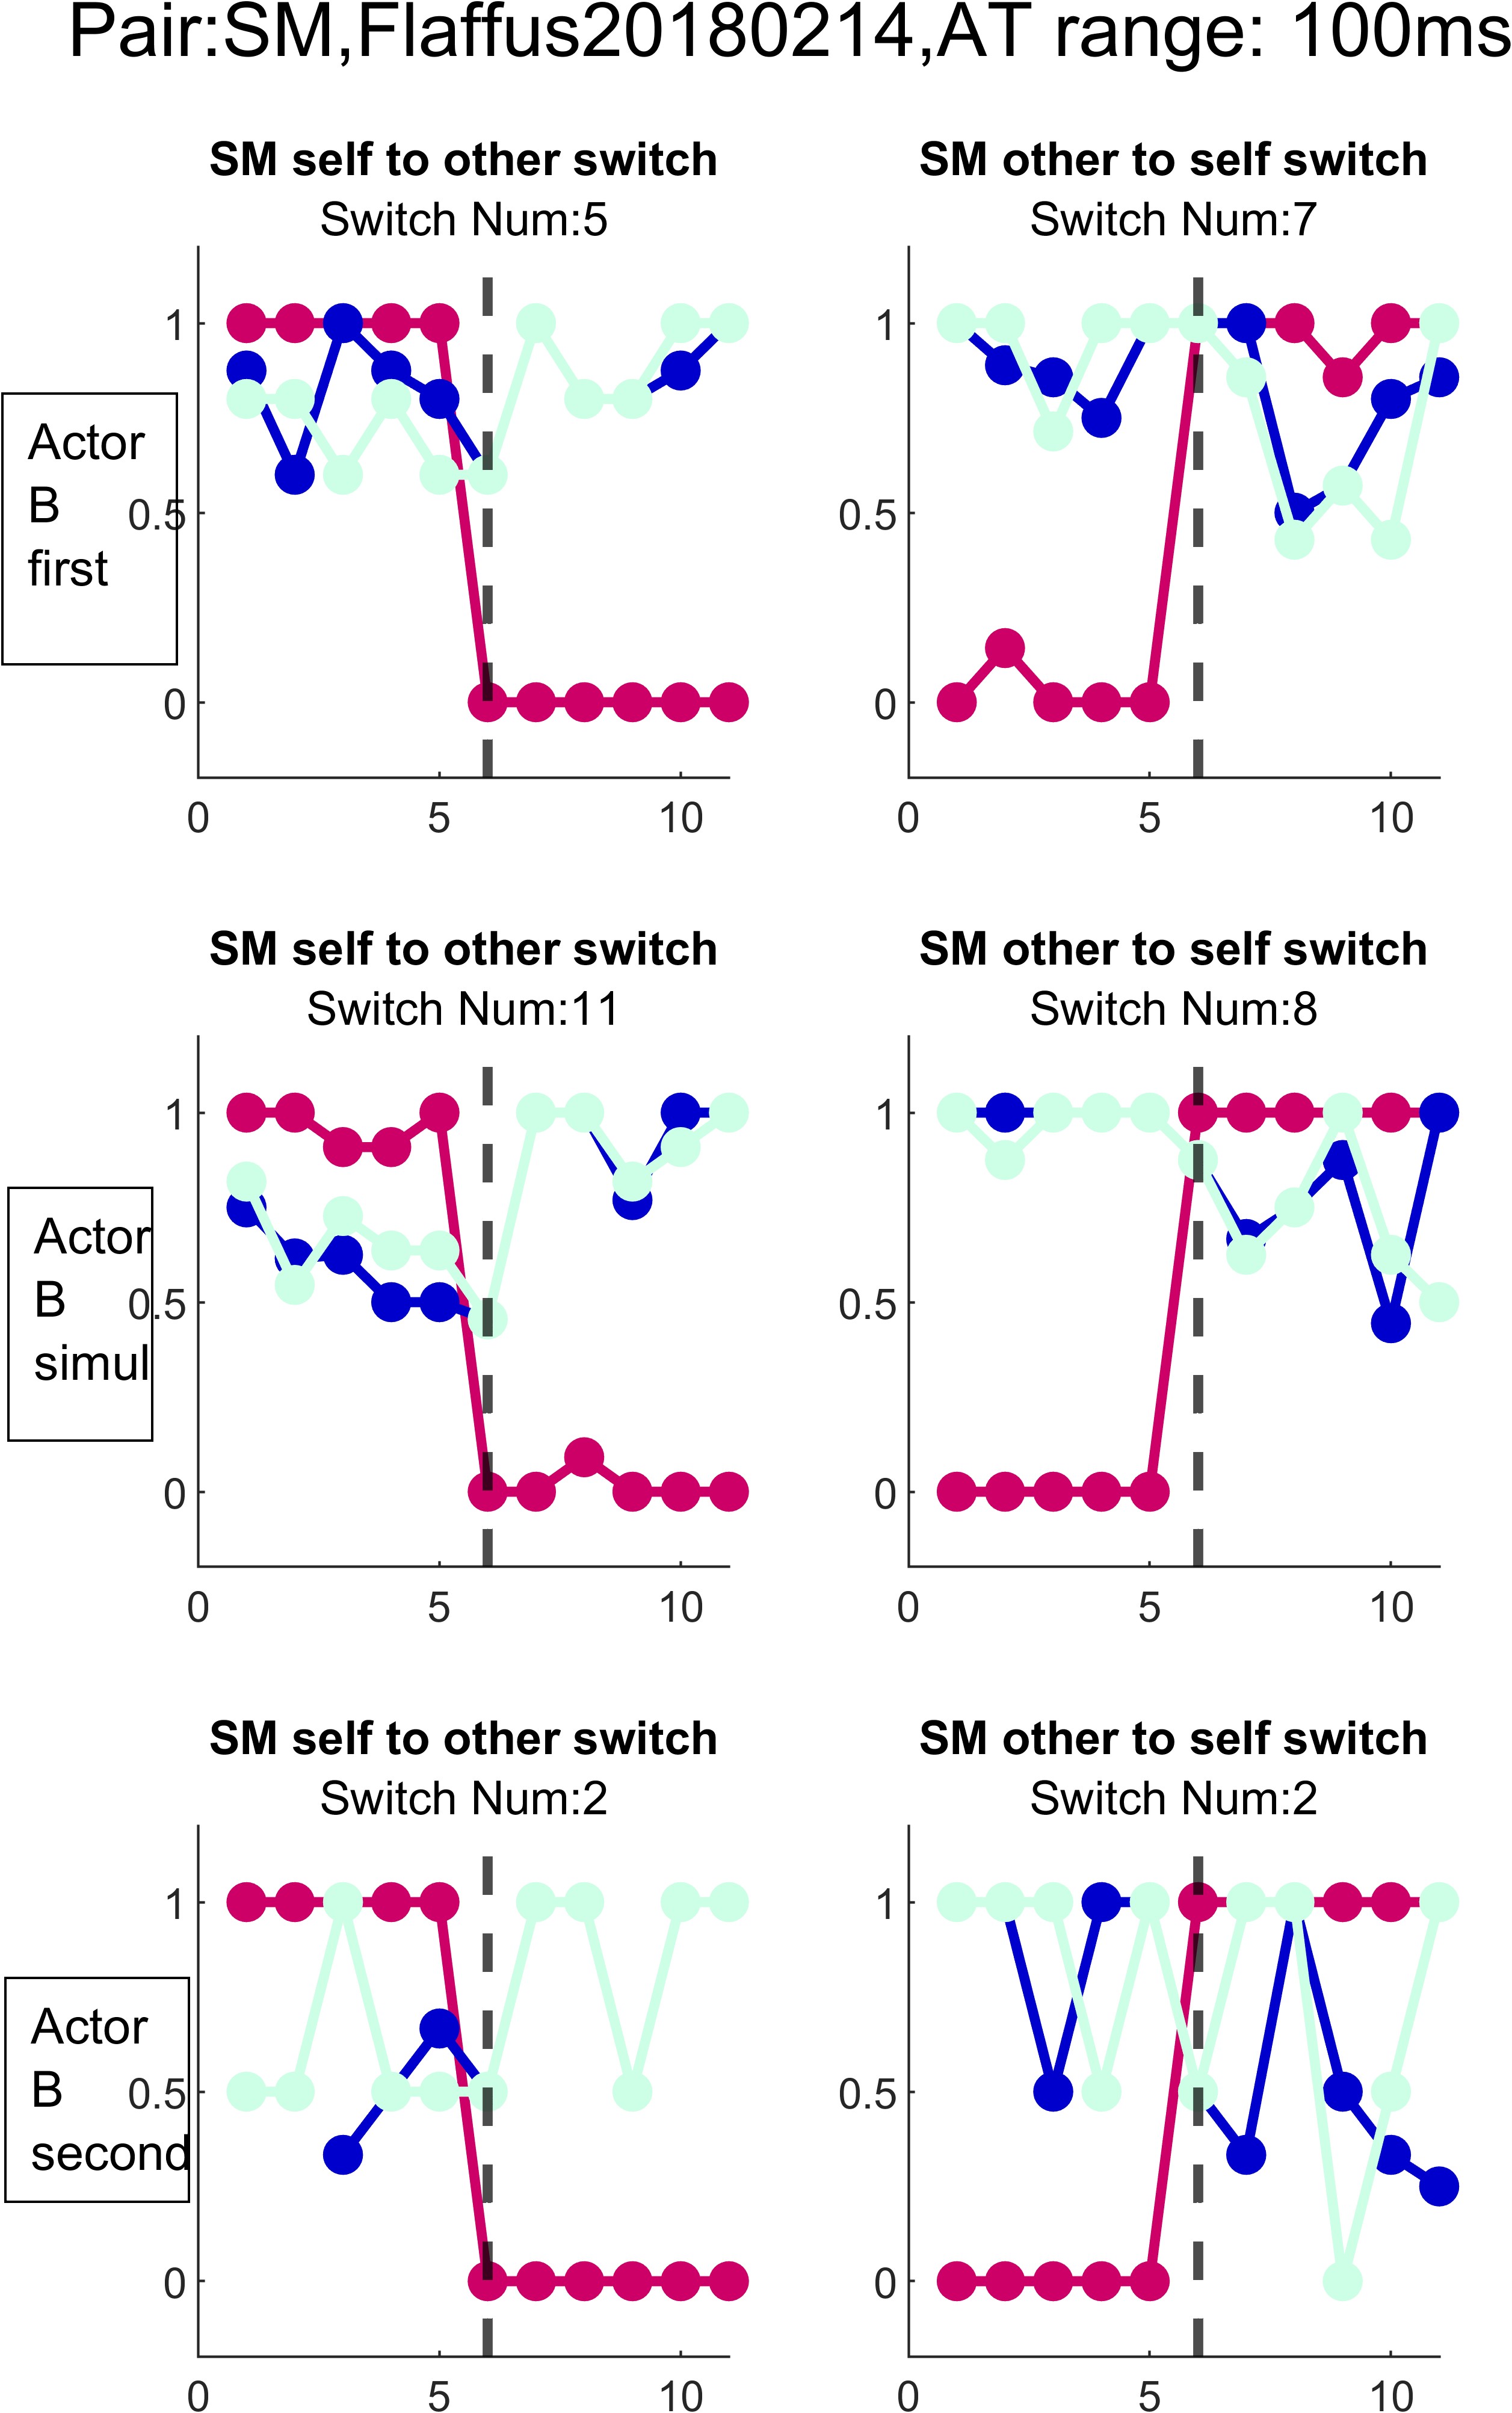 Pair:SM,Flaffus20180214,AT range: 100ms
SM self to other switch
Switch Num:5
SM other to self switch
Switch Num:7
Actor
B
first
1
0.5
0
0
5
10
1
0.5
0
0
5
10
SM self to other switch
Switch Num:11
SM other to self switch
Switch Num:8
Actor
B
simul
1
0.5
0
0
5
10
1
0.5
0
0
5
10
SM self to other switch
Switch Num:2
SM other to self switch
Switch Num:2
Actor
B
second
1
0.5
0
0
5
10
1
0.5
0
0
5
10